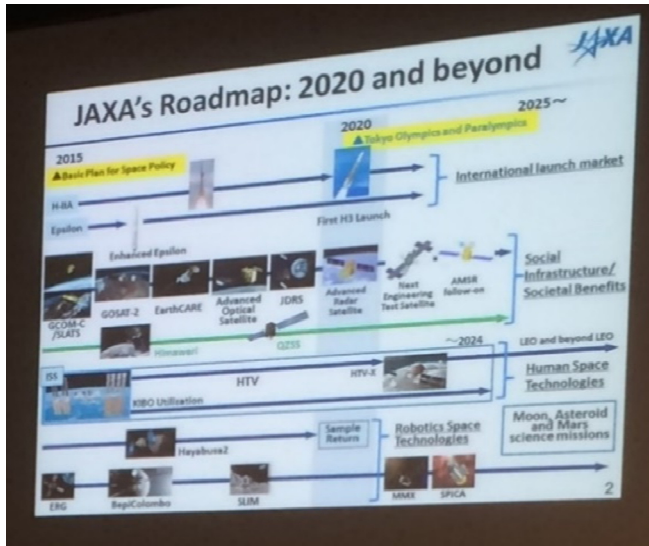 JAXA
JAXA's Roadmap: 2020 and beyond
2015
2020
2025～
▲Basic Plan for Space Policy
▲Tokyo Olympics and Paralympics
H-IIA
International launch market
Epsilon
First H3 Launch
Enhanced Epsilon
GCOM-C
/SLATS
GOSAT-2
EarthCARE
Advanced
Optical
Satellite
JDRS
Advanced
Radar
Satellite
Next
Engineering
Test Satellite
AMSR
follow-on
Social
Infrastructure/
Societal Benefits
Himawari
QZSS
～2024
LEO and beyond LEO
ISS
HTV
HTV-X
KIBO Utilisation
Human Space
Technologies
Hayabusa2
Sample
Return
Robotics Space
Technologies
Moon, Asteroid
and Mars
science missions
ERG
BepiColombo
SLIM
MMX
SPICA
2